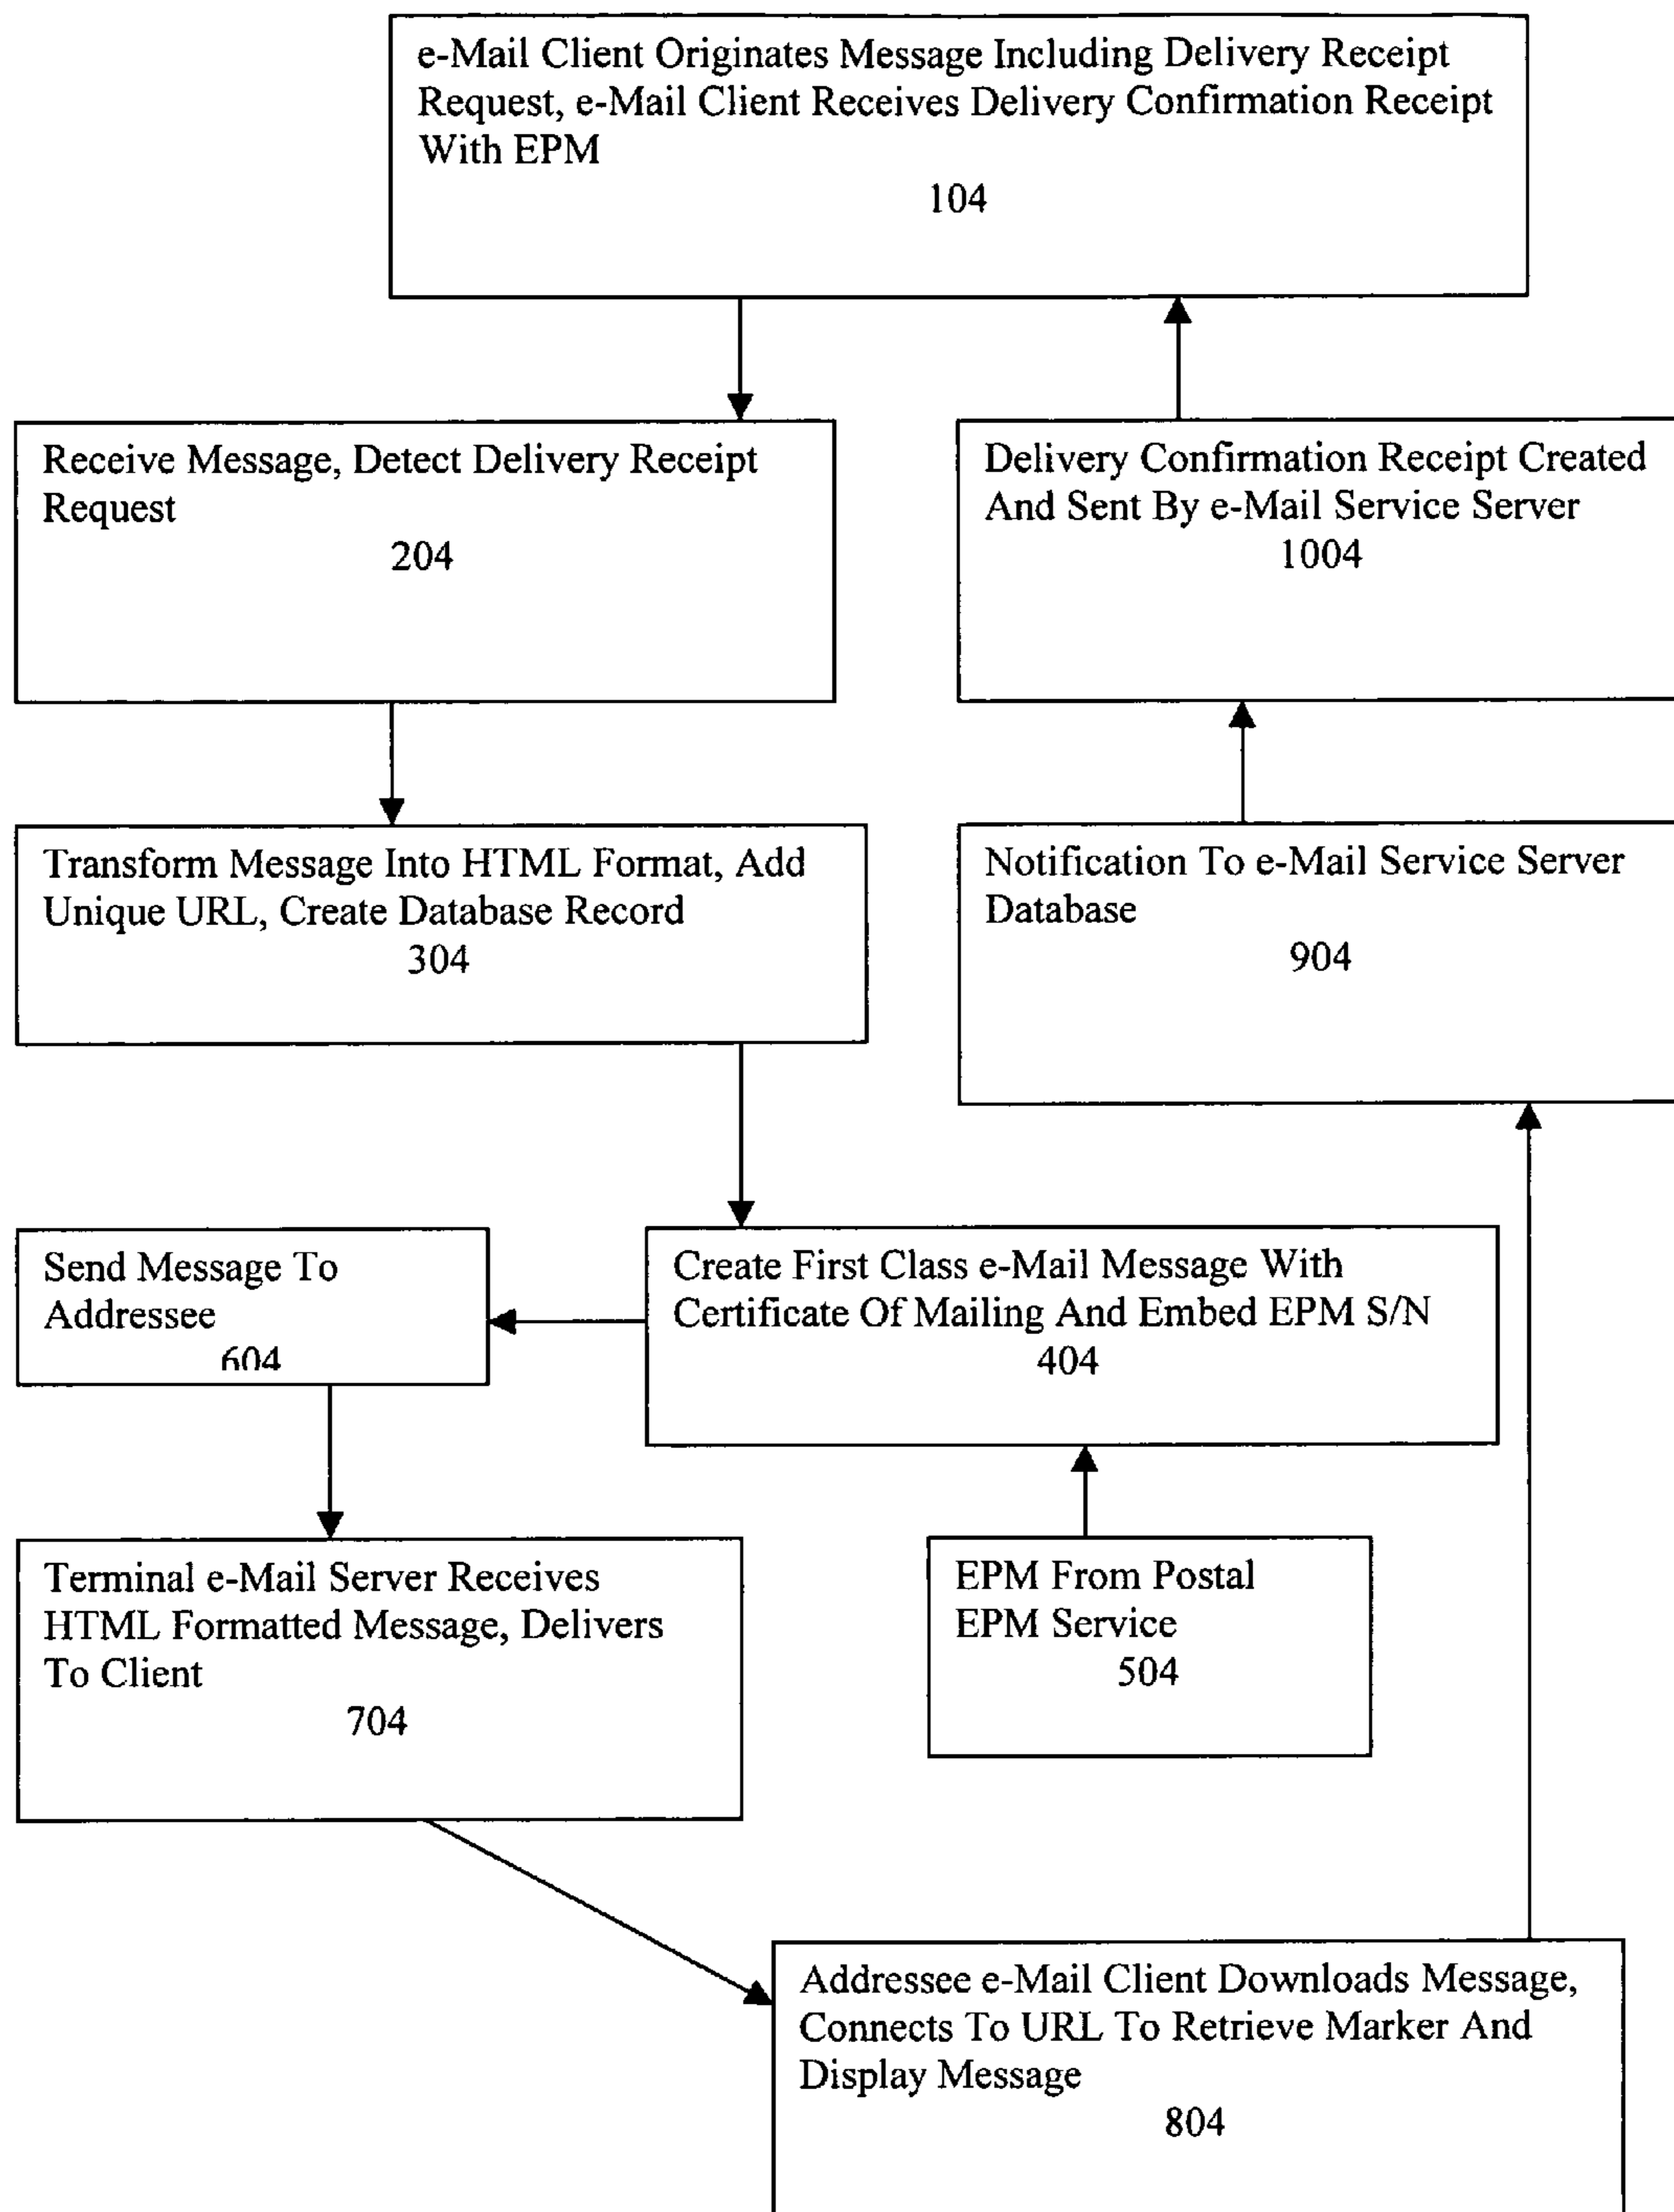 e-Mail Client Originates Message Including Delivery Receipt
Request, e-Mail Client Receives Delivery Confirmation Receipt
With EPM
104
Receive Message, Detect Delivery Receipt
Request
204
Delivery Confirmation Receipt Created
And Sent By e-Mail Service Server
1004
Transform Message Into HTML Format, Add
Unique URL, Create Database Record
304
Notification To e-Mail Service Server
Database
904
Send Message To
Addressee
604
Create First Class e-Mail Message With
Certificate Of Mailing And Embed EPM S/N
404
Terminal e-Mail Server Receives
HTML Formatted Message, Delivers
To Client
704
EPM From Postal
EPM Service
504
Addressee e-Mail Client Downloads Message,
Connects To URL To Retrieve Marker And
Display Message
804